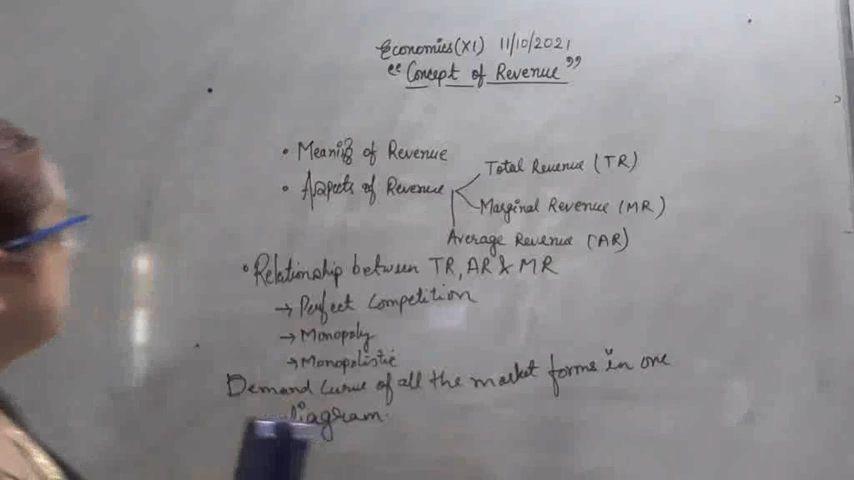 Economics(XI) 11/10/2021
"Concept of Revenue"
• Meaning of Revenue
• Aspects of Revenue
Total Revenue (TR)
Marginal Revenue (MR)
Average Revenue (AR)
• Relationship between TR, AR & MR
→ Perfect Competition
→ Monopoly
→ Monopolistic
Demand Curve of all the market forms in one
diagram.